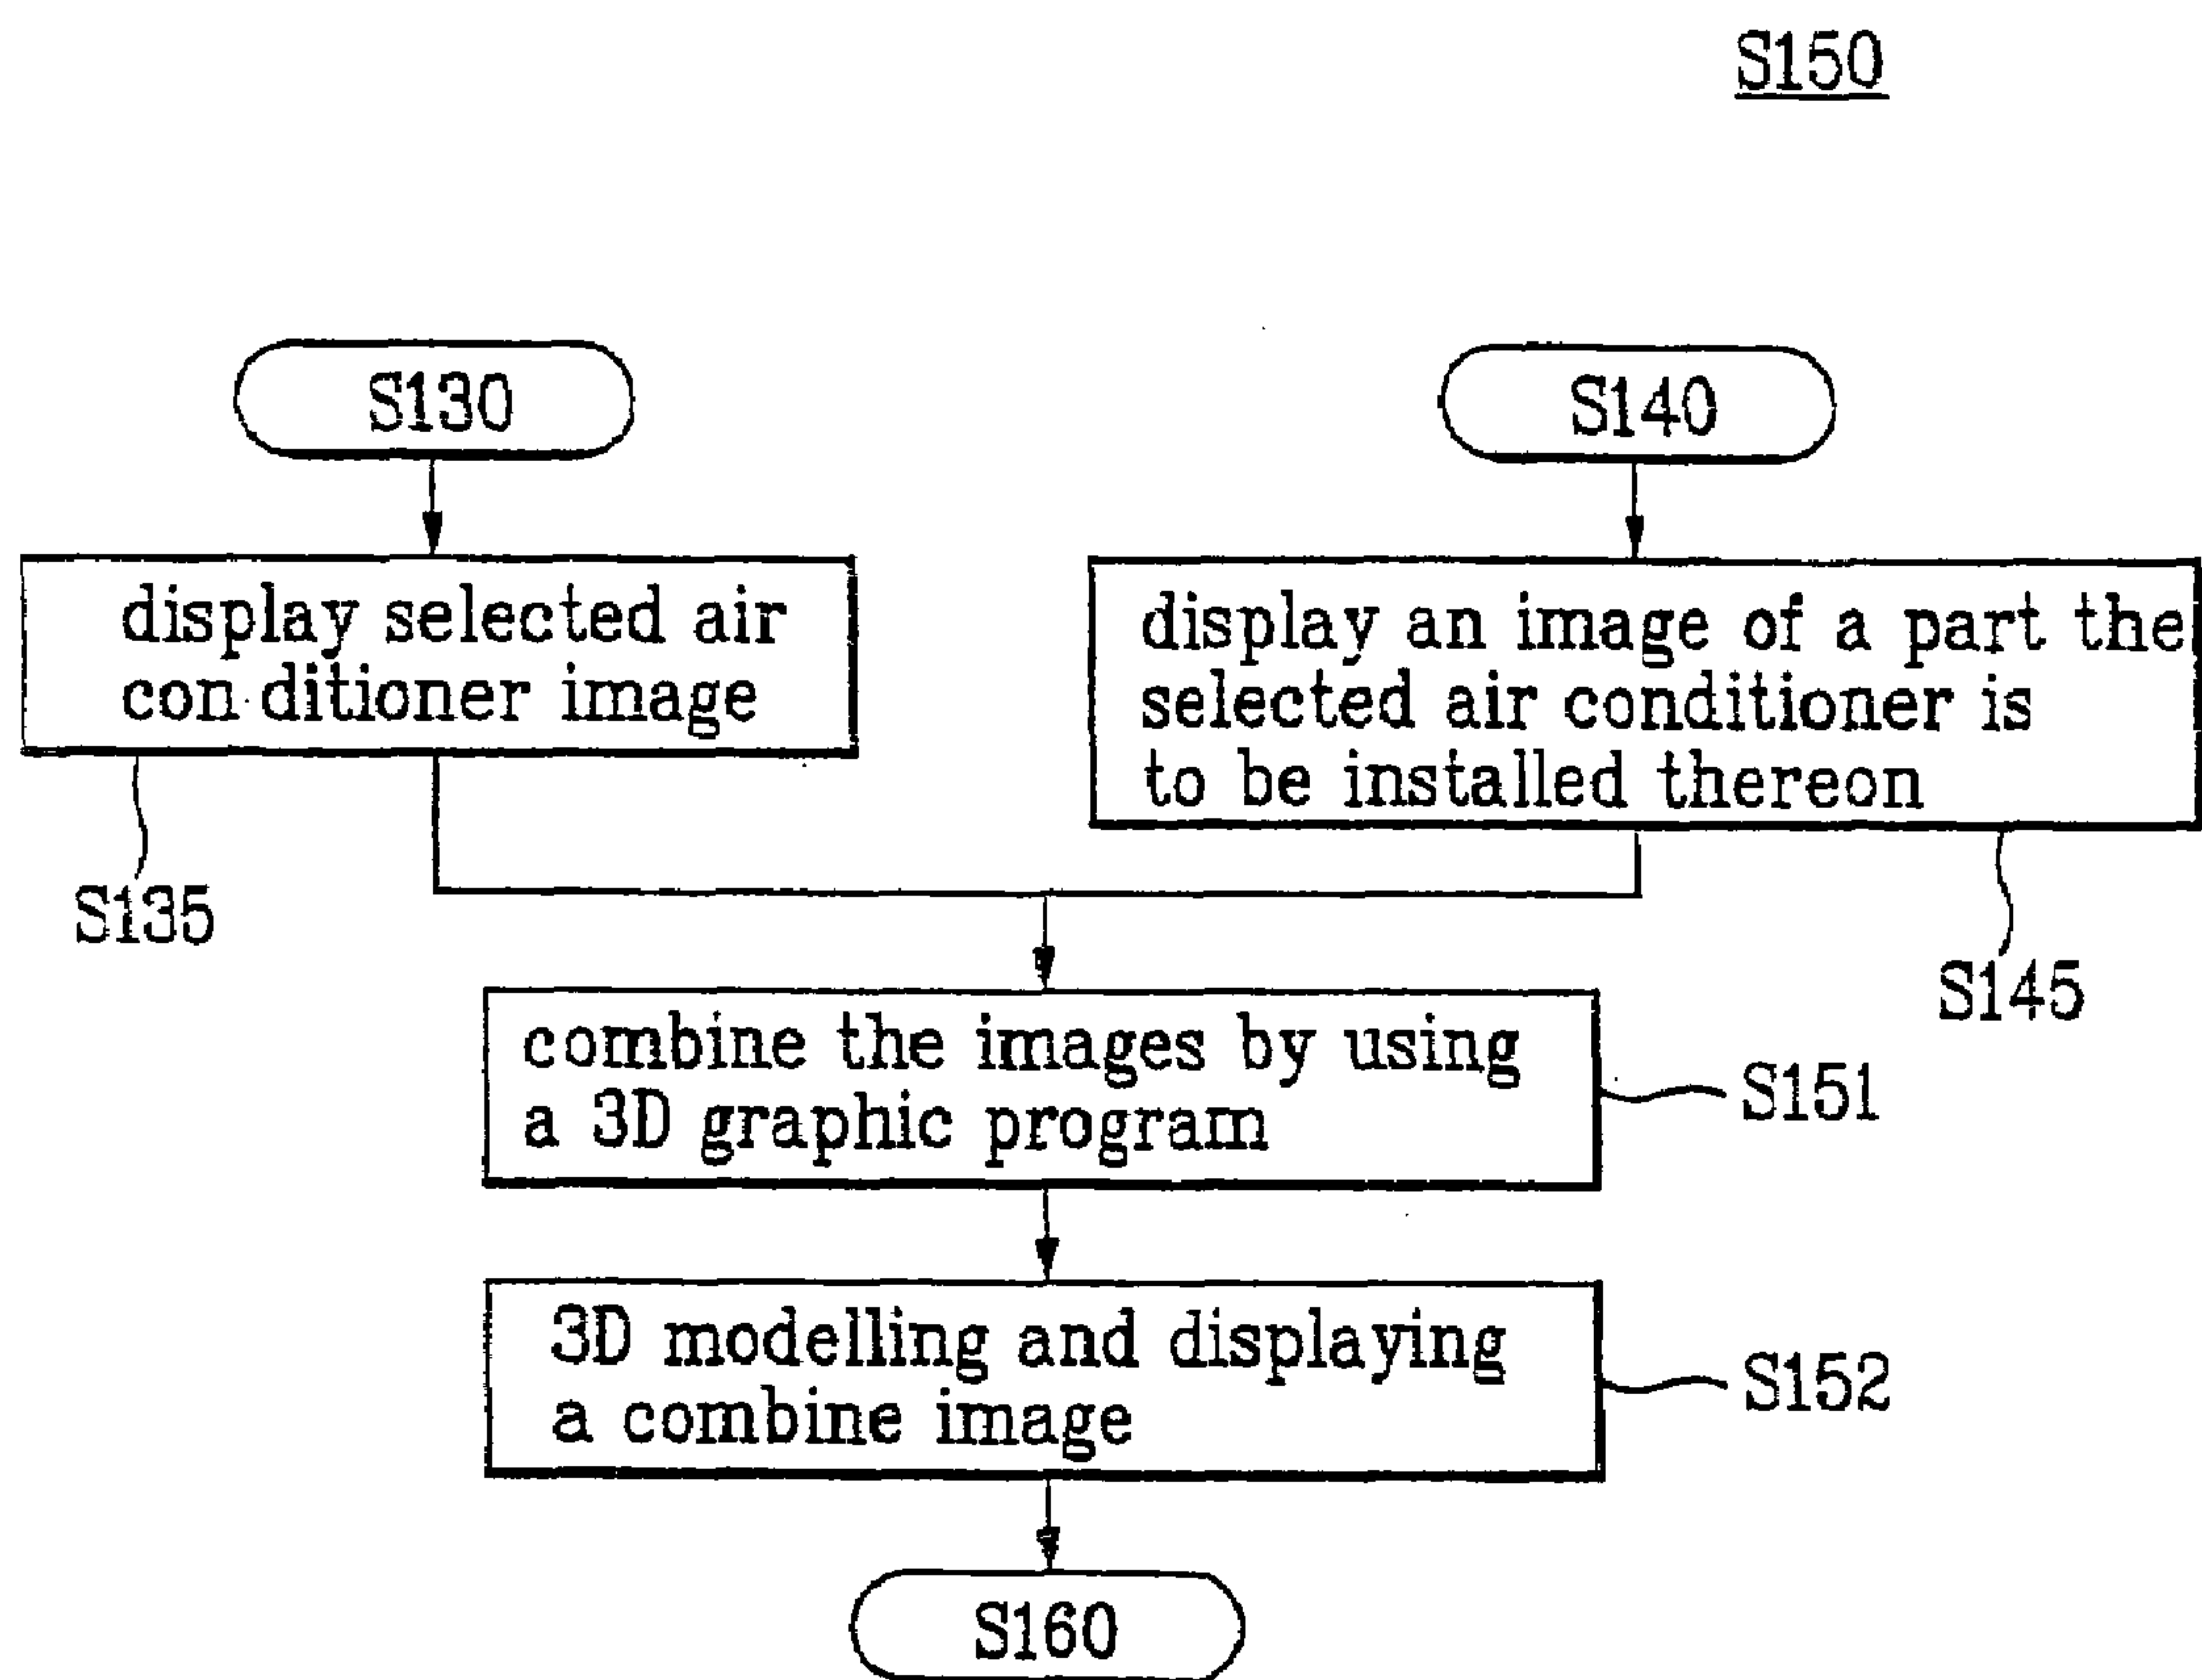 S150
S130
S140
display selected air
con ditioner image
display an image of a part the
selected air conditioner is
to be installed thereon
S135
S145
combine the images by using
a 3D graphic program
S151
3D modelling and displaying
a combine image
S152
S160